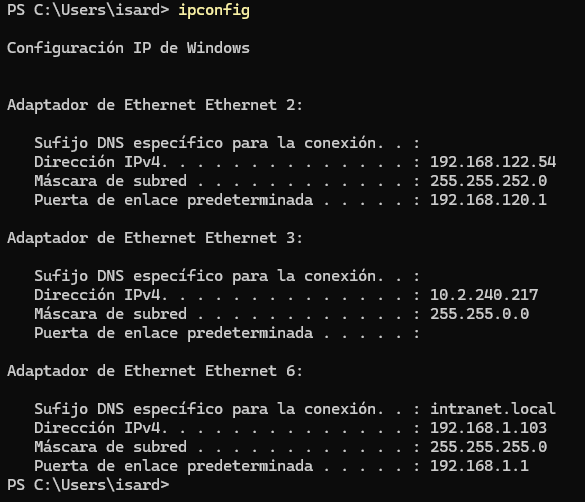 PS C:\Users\isard> ipconfig
Configuración IP de Windows
Adaptador de Ethernet Ethernet 2:
Sufijo DNS específico para la conexión. . :
Dirección IPv4. . . . . . . . . . . . . . : 192.168.122.54
Máscara de subred . . . . . . . . . . . . : 255.255.252.0
Puerta de enlace predeterminada . . . . . : 192.168.120.1
Adaptador de Ethernet Ethernet 3:
Sufijo DNS específico para la conexión. . :
Dirección IPv4. . . . . . . . . . . . . . : 10.2.240.217
Máscara de subred . . . . . . . . . . . . : 255.255.0.0
Puerta de enlace predeterminada . . . . . :
Adaptador de Ethernet Ethernet 6:
Sufijo DNS específico para la conexión. . : intranet.local
Dirección IPv4. . . . . . . . . . . . . . : 192.168.1.103
Máscara de subred . . . . . . . . . . . . : 255.255.255.0
Puerta de enlace predeterminada . . . . . : 192.168.1.1
PS C:\Users\isard>